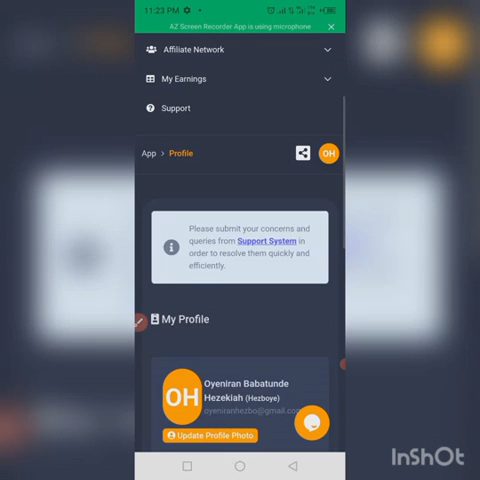 11:23 PM
AZ Screen Recorder App is using microphone
Affiliate Network
My Earnings
Support
App > Profile
OH
Please submit your concerns and
queries from Support System in
order to resolve them quickly and
efficiently.
My Profile
OH
Oyeniran Babatunde
Hezekiah (Hezboye)
oyeniranhezbo@gmail.co
Update Profile Photo
InShOt